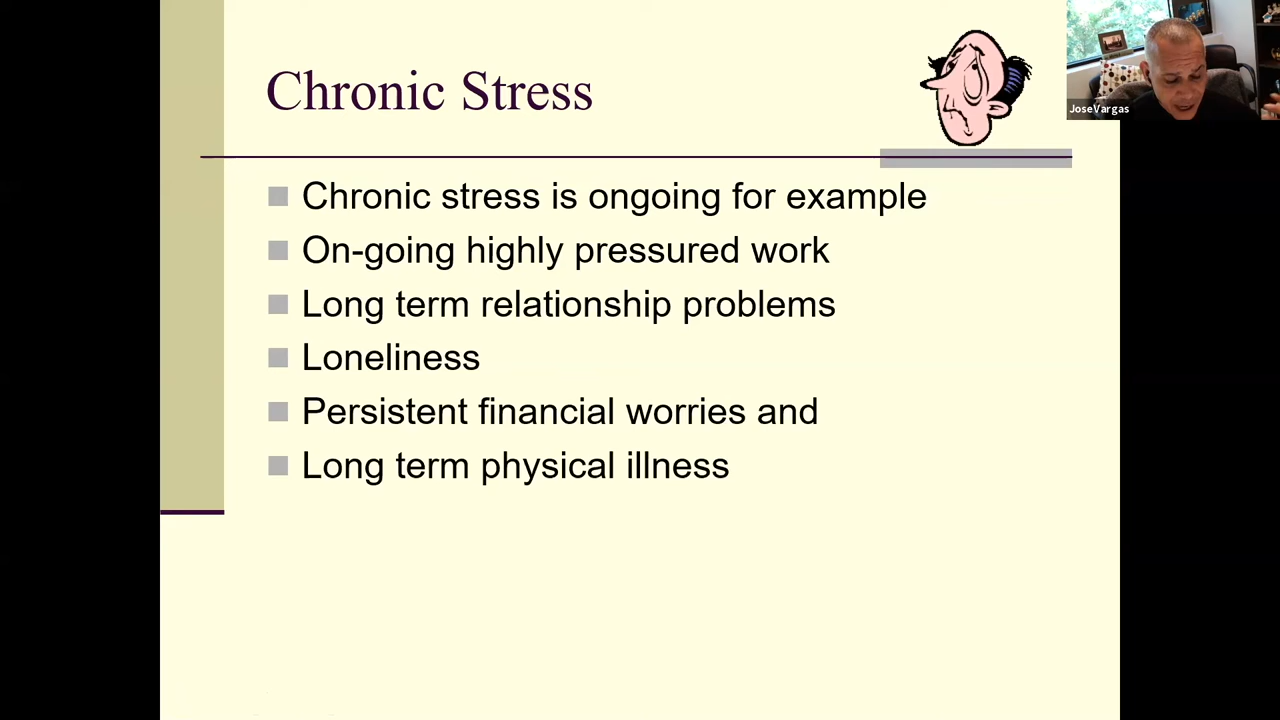 Chronic Stress
JoseVargas
Chronic stress is ongoing for example
On-going highly pressured work
Long term relationship problems
Loneliness
Persistent financial worries and
Long term physical illness